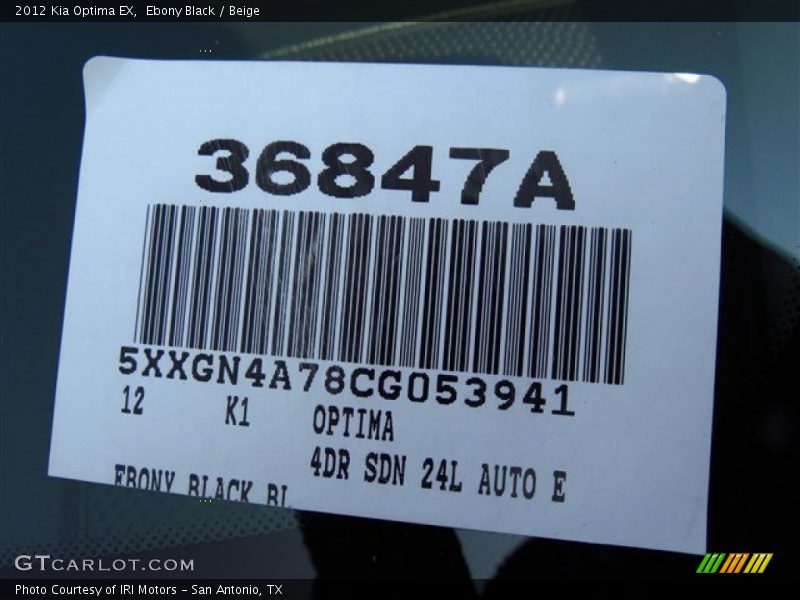 2012 Kia Optima EX,  Ebony Black / Beige
36847A
5XXGN4A78CG053941
12 K1 OPTIMA
4DR SDN 24L AUTO E
EBONY BLACK BL
GTCARLOT.COM
Photo Courtesy of IRI Motors - San Antonio, TX